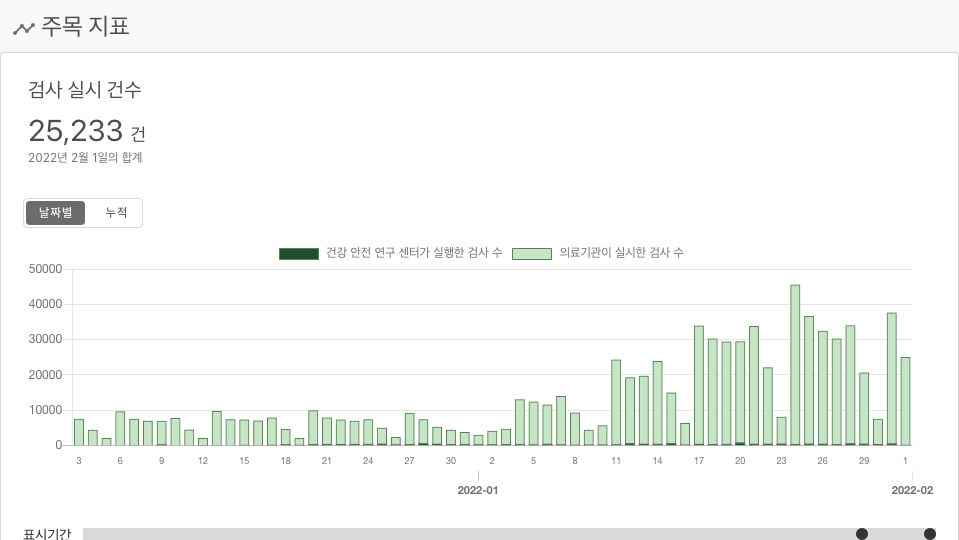 주목 지표
검사 실시 건수
25,233 건
2022년 2월 1일의 합계
날짜별 누적
건강 안전 연구 센터가 실행한 검사 수 의료기관이 실시한 검사 수
50000
40000
30000
20000
10000
0
3 6 9 12 15 18 21 24 27 30 2 5 8 11 14 17 20 23 26 29 1
2022-01 2022-02
표시기간